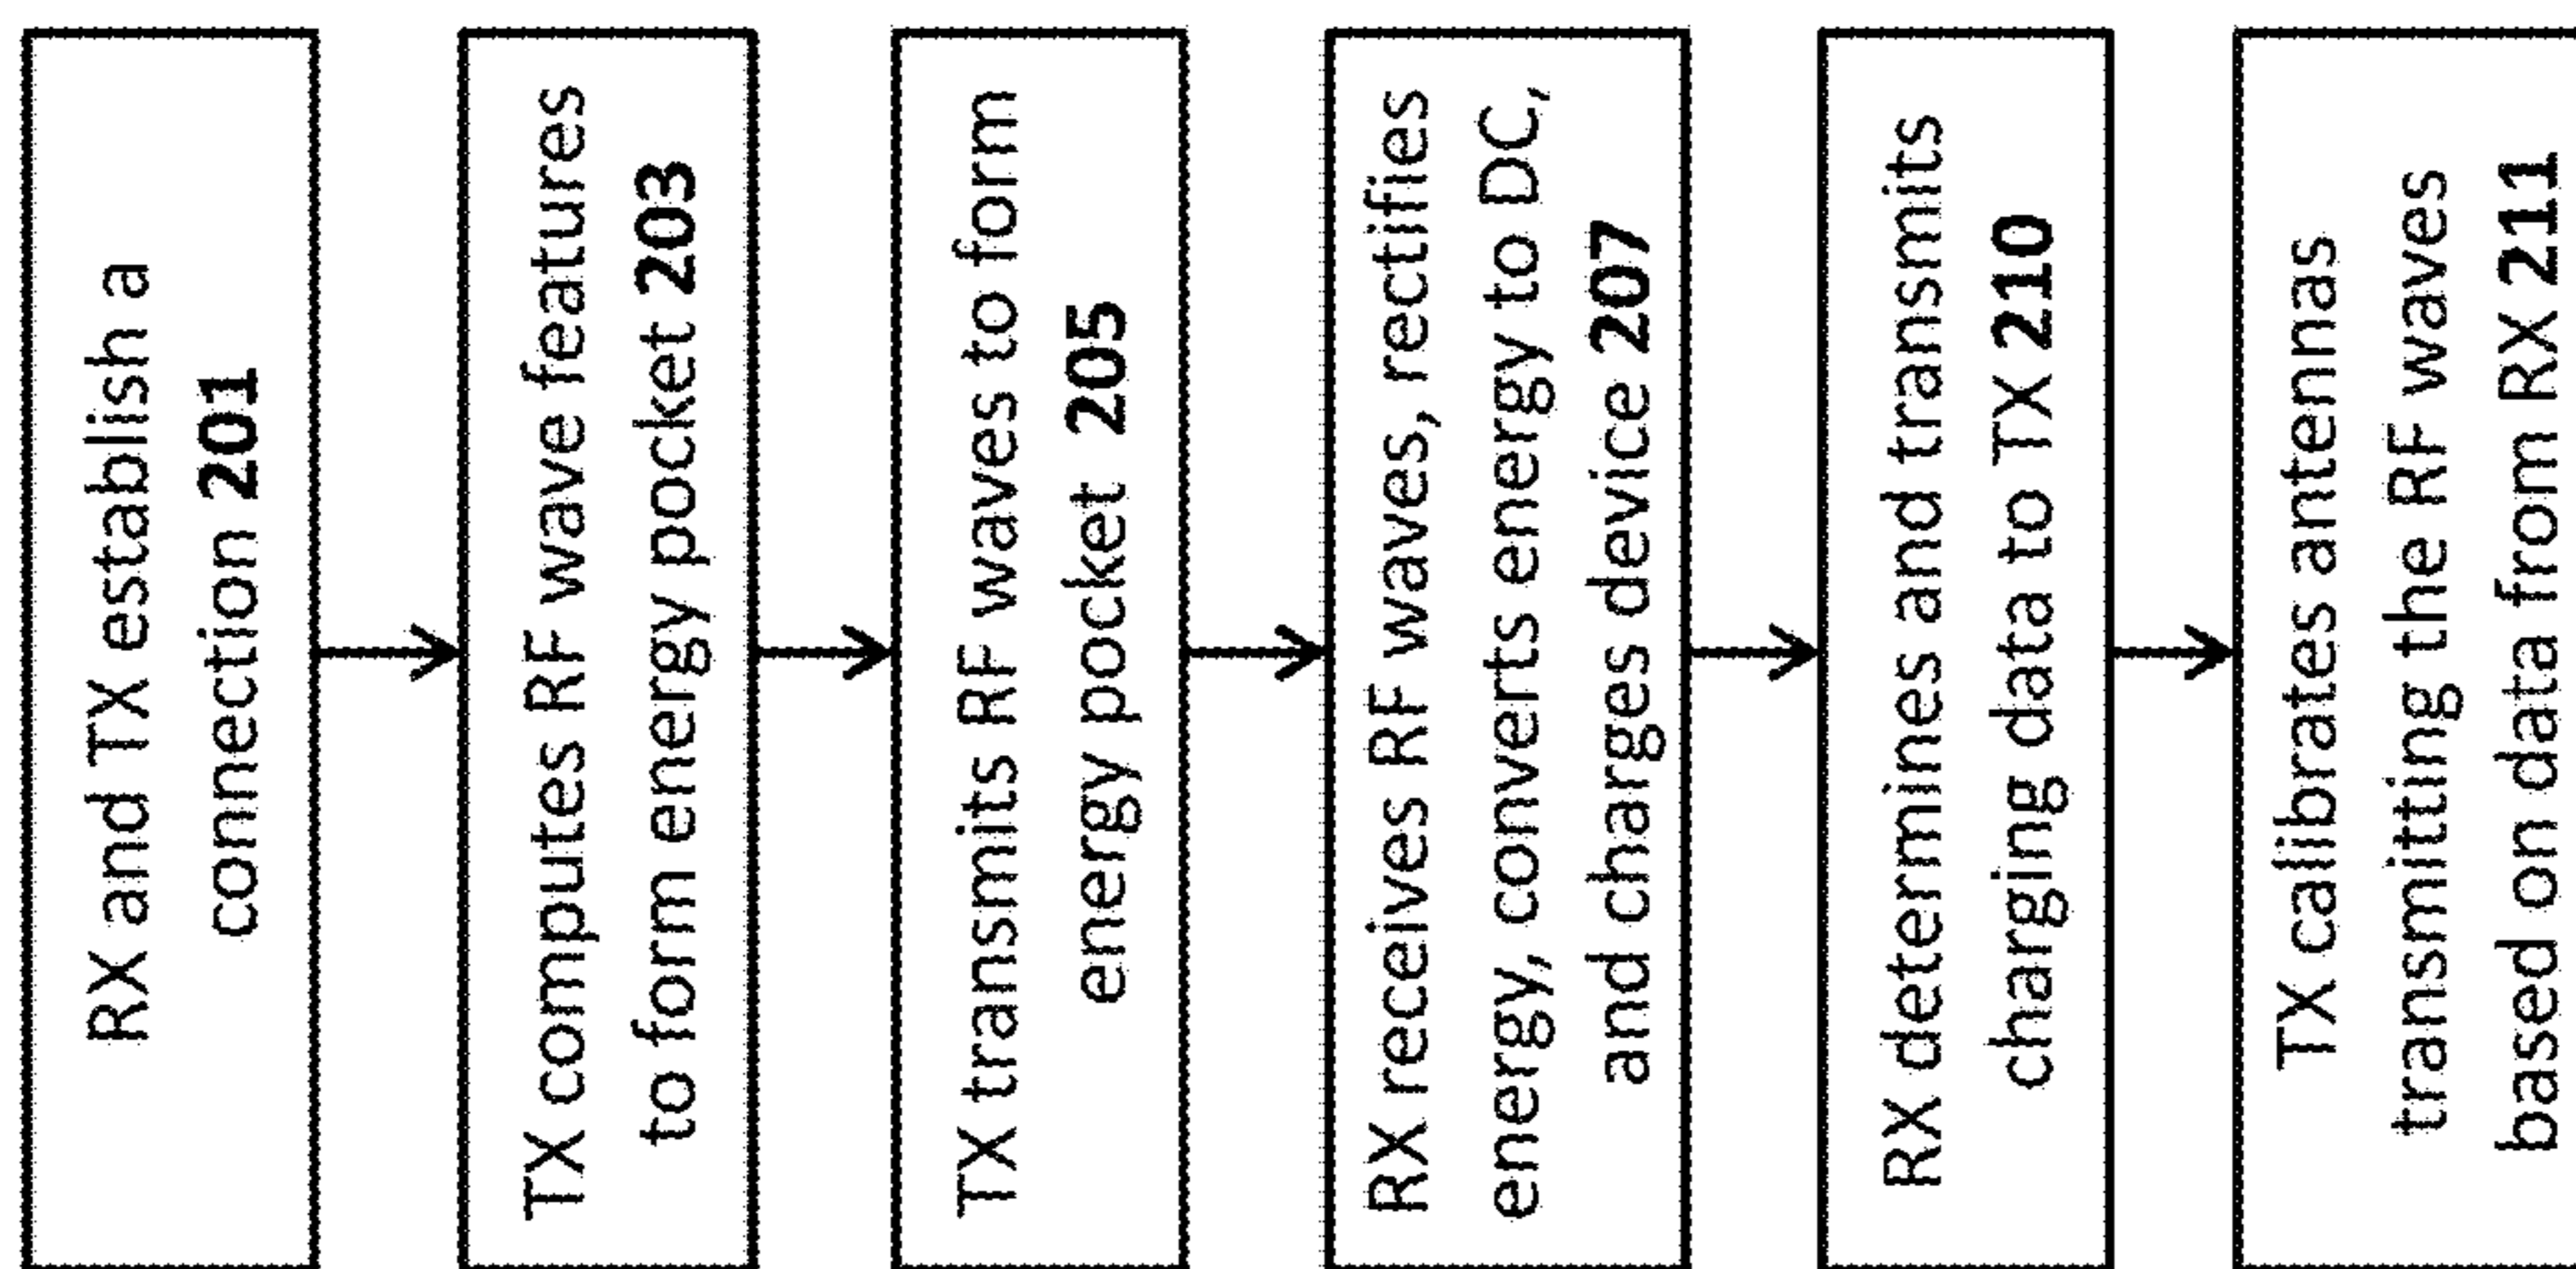 RX and TX establish a
connection 201
TX computes RF wave features
to form energy pocket 203
TX transmits RF waves to form
energy pocket 205
RX receives RF waves, rectifies
energy, converts energy to DC,
and charges device 207
RX determines and transmits
charging data to TX 210
TX calibrates antennas
transmitting the RF waves
based on data from RX 211